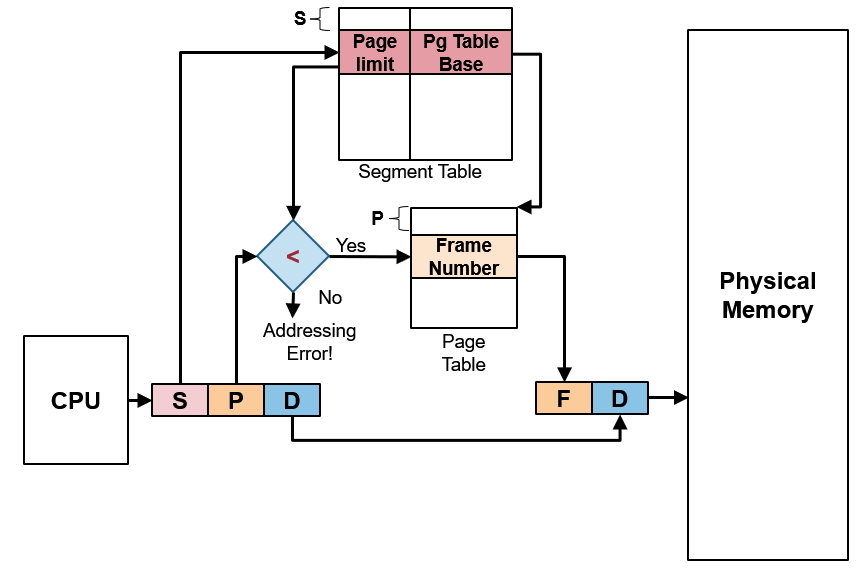 S
Page limit
Pg Table Base
Segment Table
P
Frame Number
Page Table
<
Yes
No
Addressing Error!
CPU
S P D
F D
Physical Memory